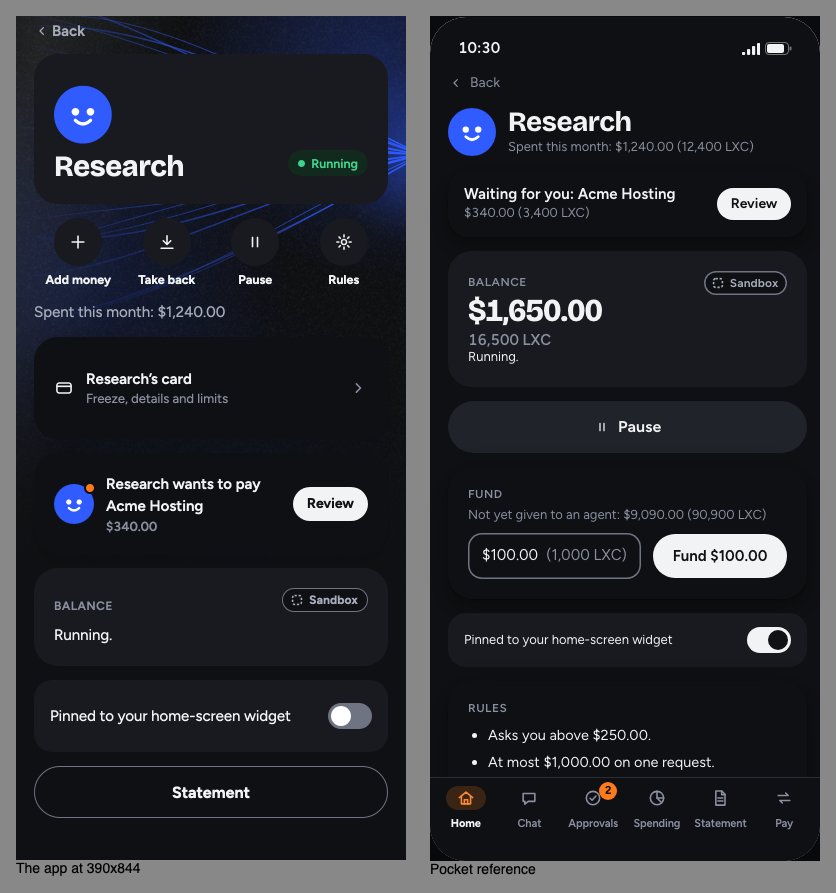 Back
Research
Running
Add money
Take back
Pause
Rules
Spent this month: $1,240.00
Research’s card
Freeze, details and limits
Research wants to pay
Acme Hosting
$340.00
Review
BALANCE
Sandbox
Running.
Pinned to your home-screen widget
Statement
The app at 390x844
10:30
Back
Research
Spent this month: $1,240.00 (12,400 LXC)
Waiting for you: Acme Hosting
$340.00 (3,400 LXC)
Review
BALANCE
Sandbox
$1,650.00
16,500 LXC
Running.
Pause
FUND
Not yet given to an agent: $9,090.00 (90,900 LXC)
$100.00 (1,000 LXC)
Fund $100.00
Pinned to your home-screen widget
RULES
• Asks you above $250.00.
• At most $1,000.00 on one request.
2
Home
Chat
Approvals
Spending
Statement
Pay
Pocket reference